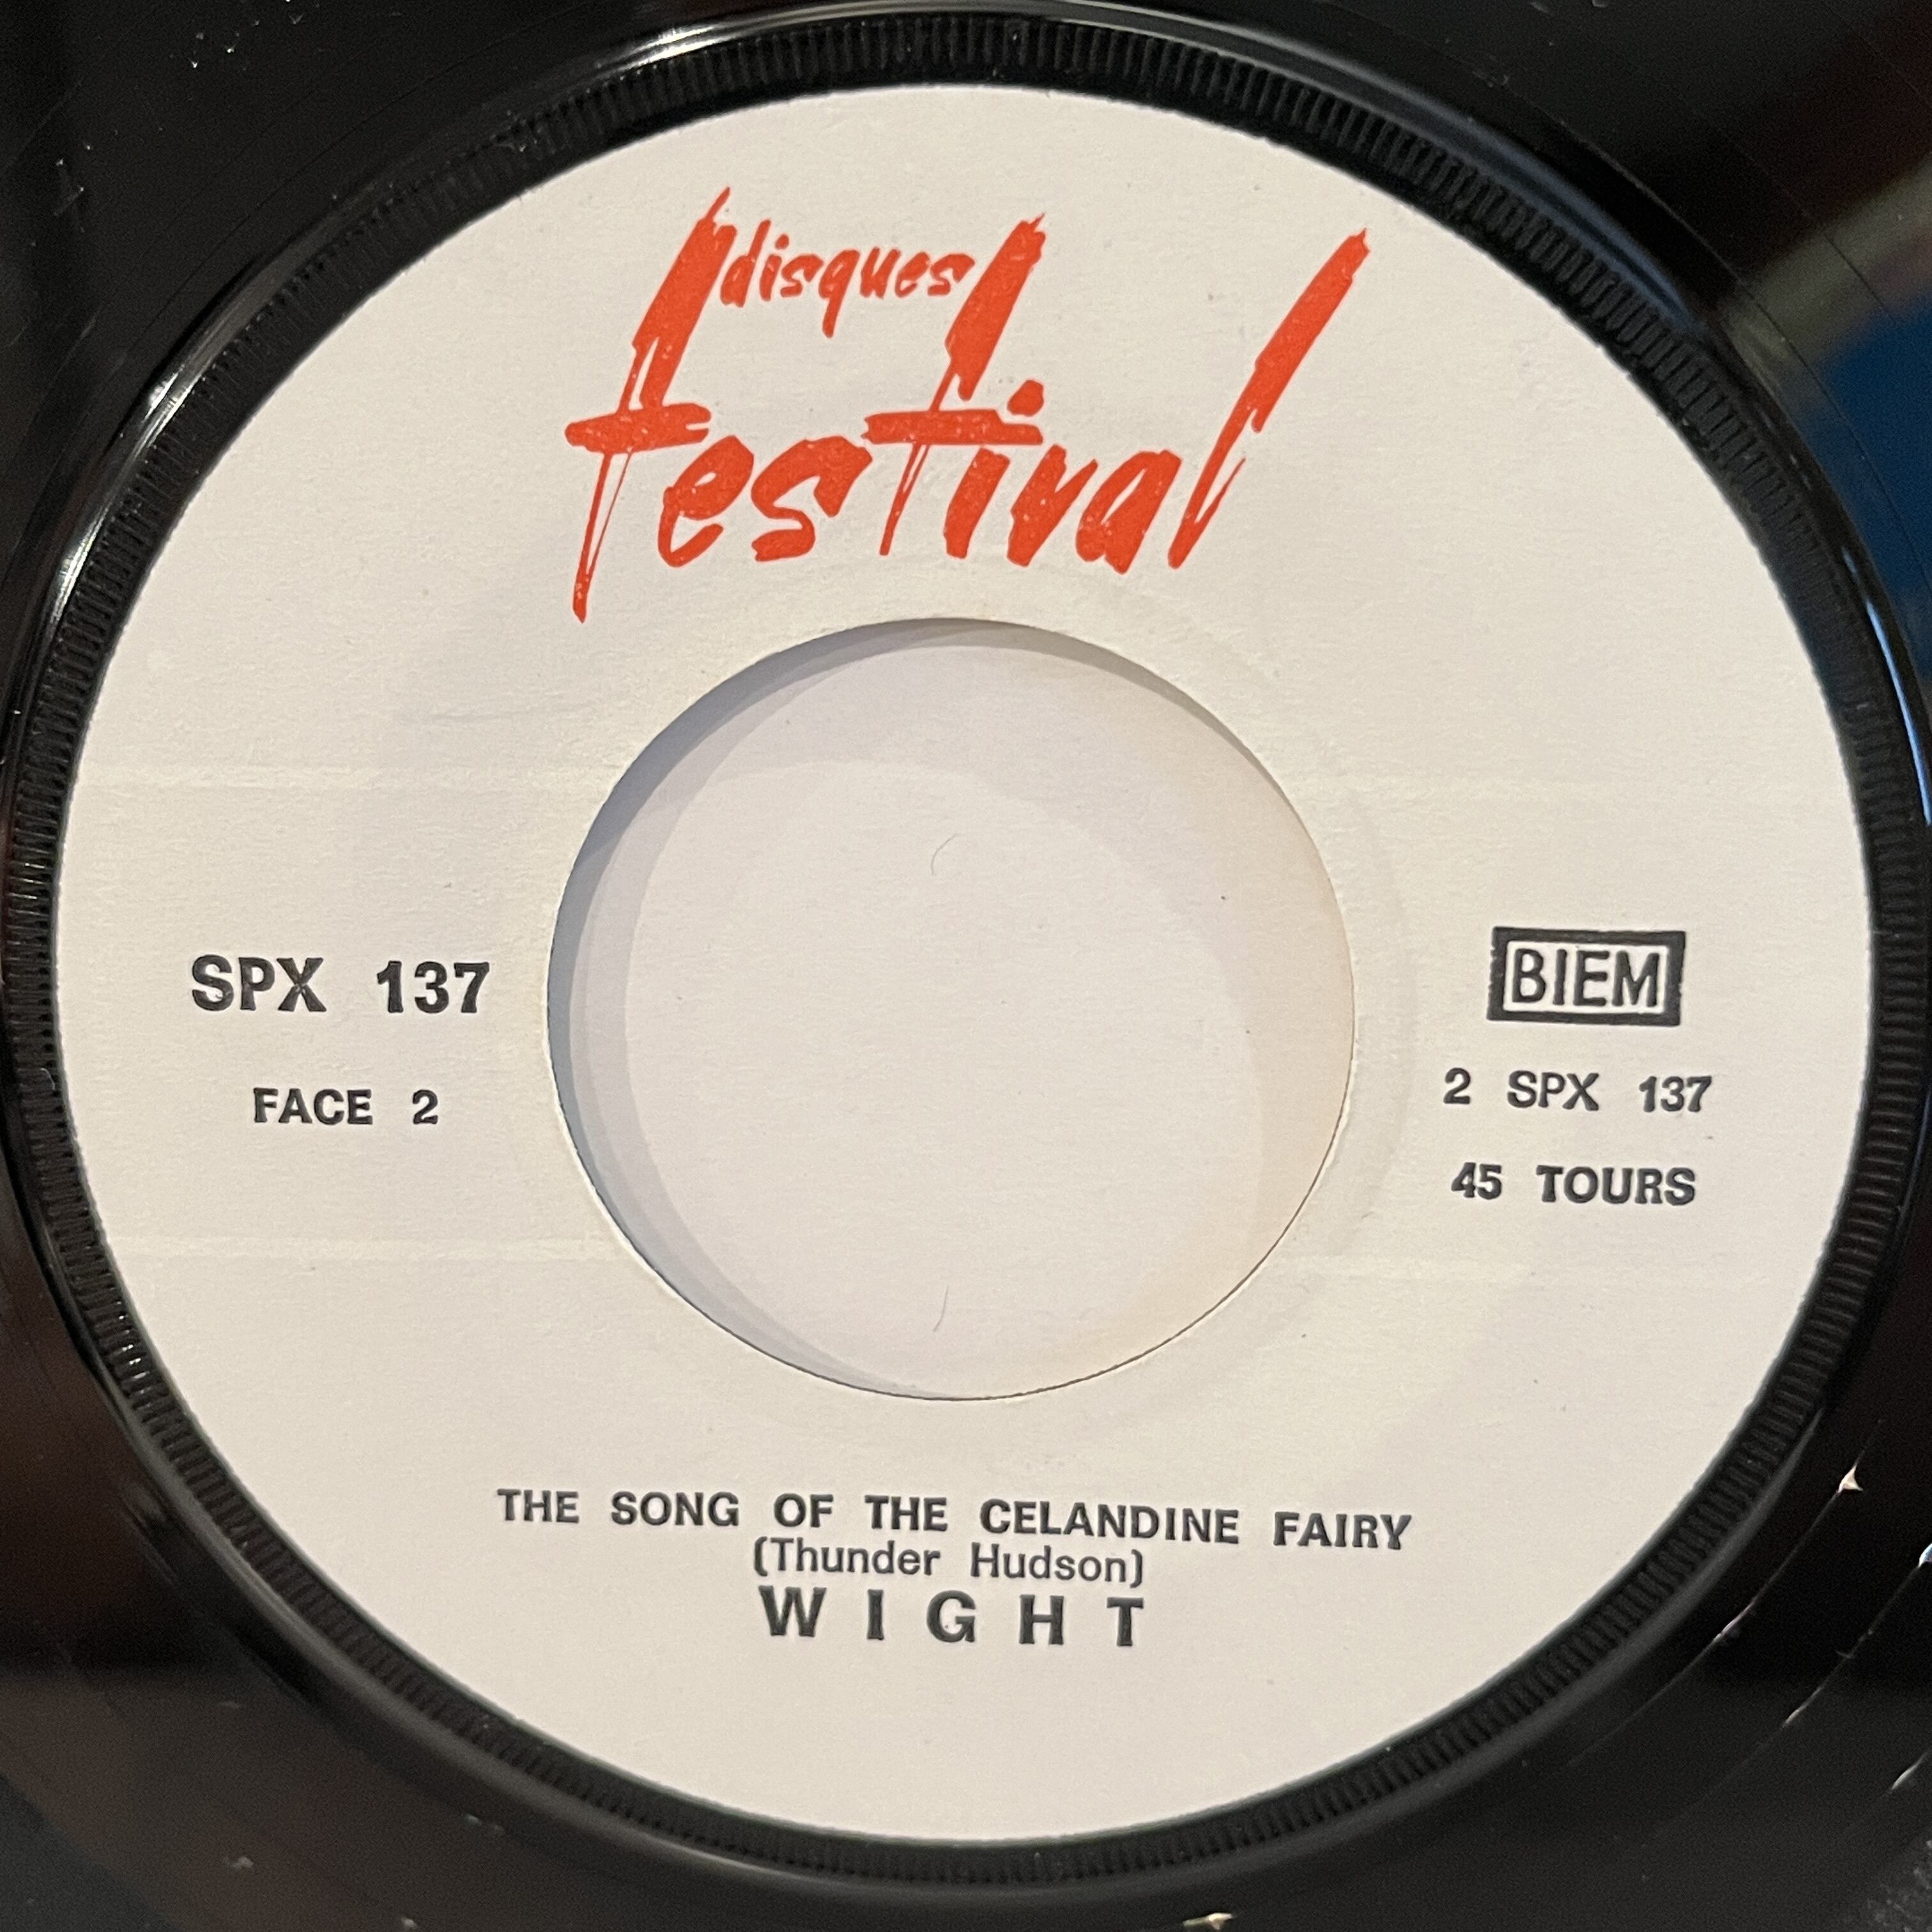 disques
festival
SPX 137
FACE 2
BIEM
2 SPX 137
45 TOURS
THE SONG OF THE CELANDINE FAIRY
(Thunder Hudson)
WIGHT